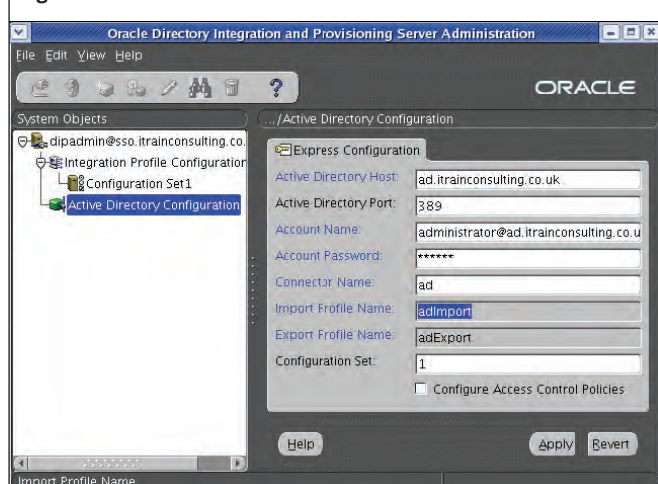 Oracle Directory Integration and Provisioning Server Administration
File Edit View Help
ORACLE
System Objects
.../Active Directory Configuration
dipadmin@sso.itrainconsulting.co.
Integration Profile Configuration
Configuration Set1
Active Directory Configuration
Express Configuration
Active Directory Host: ad.itrainconsulting.co.uk
Active Directory Port: 389
Account Name: administrator@ad.itrainconsulting.co.u
Account Password: ******
Connector Name: ad
Import Profile Name: adImport
Export Profile Name: adExport
Configuration Set: 1
Configure Access Control Policies
Help Apply Revert
Import Profile Name